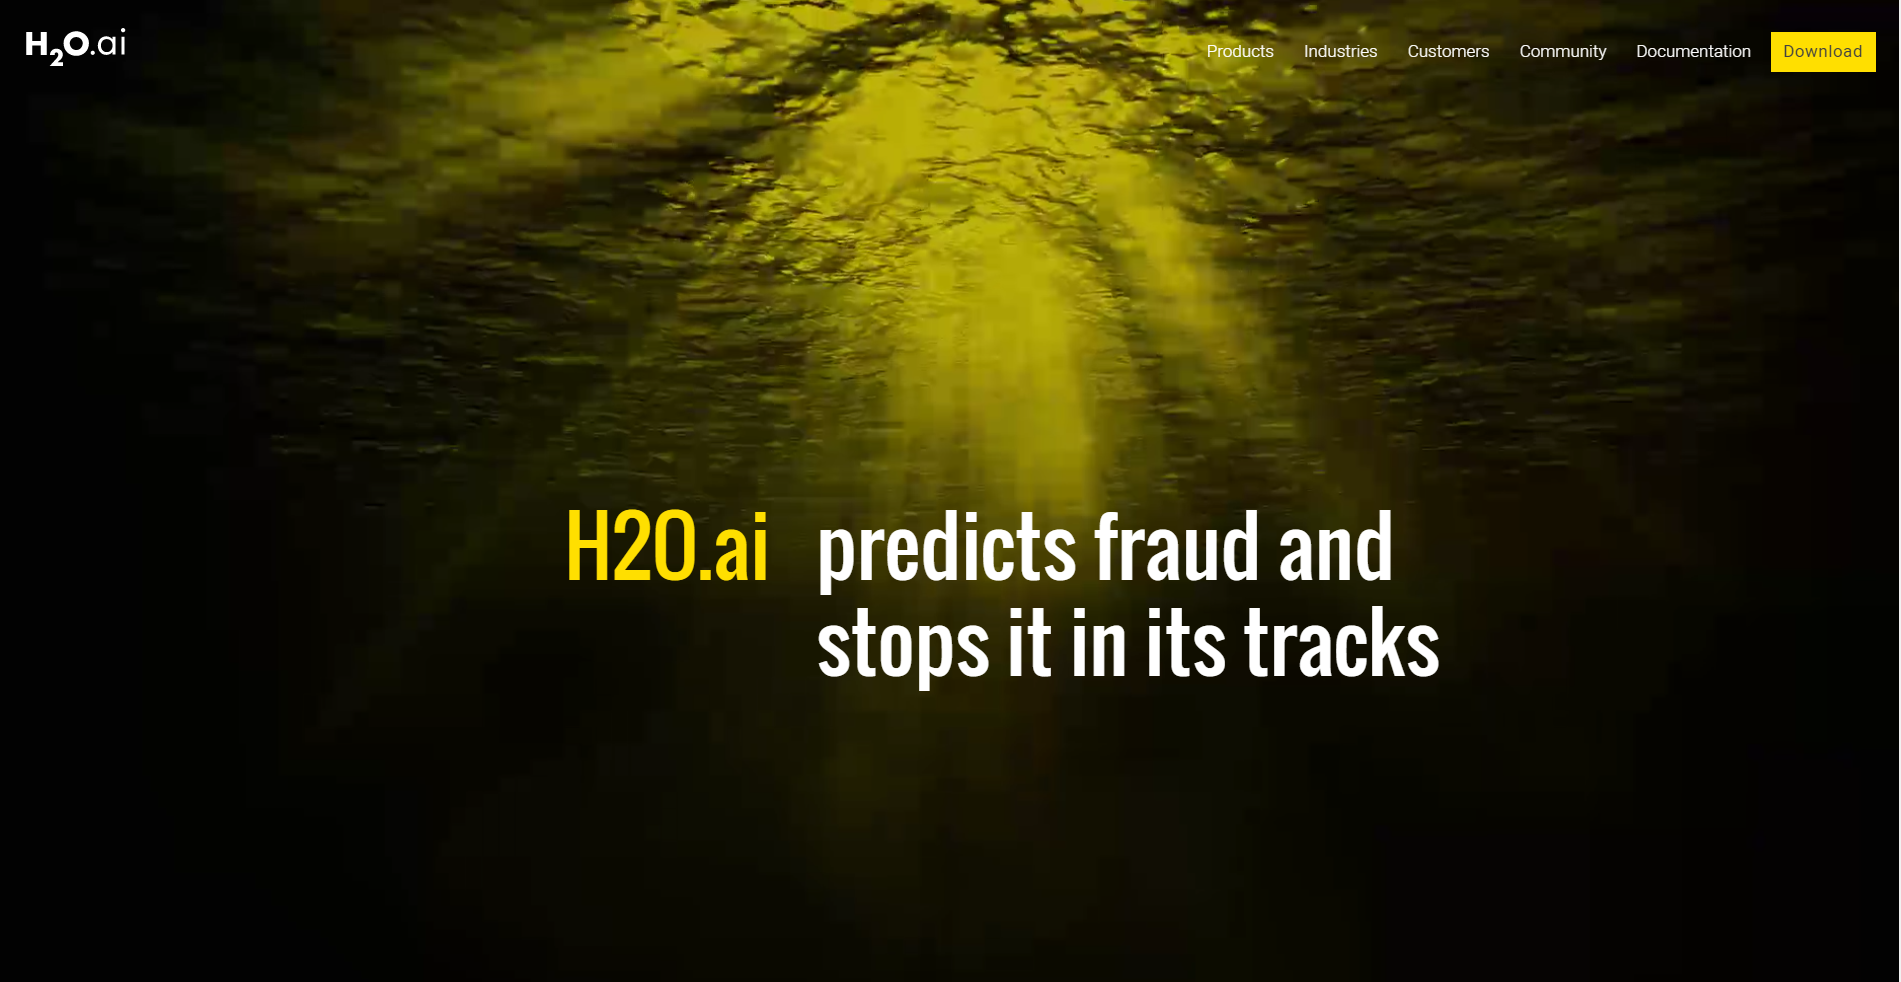 H2O.ai
Products Industries Customers Community Documentation Download
H2O.ai predicts fraud and
stops it in its tracks